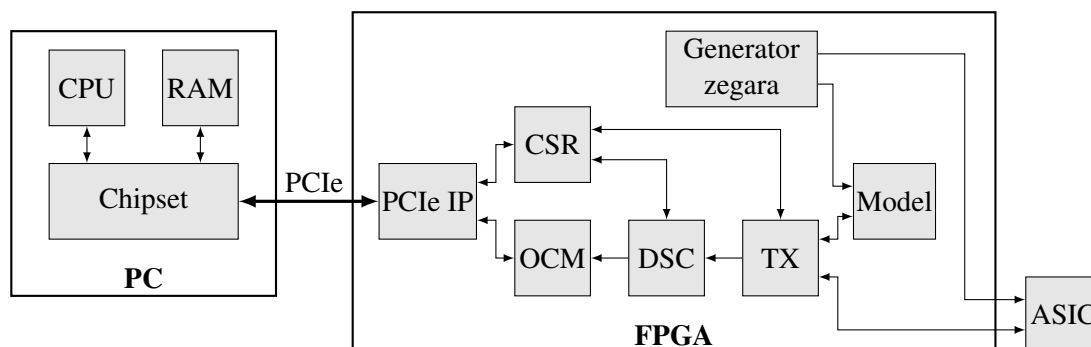 CPU
RAM
Chipset
PC
PCIe
Generator
zegara
CSR
PCIe IP
Model
OCM
DSC
TX
FPGA
ASIC